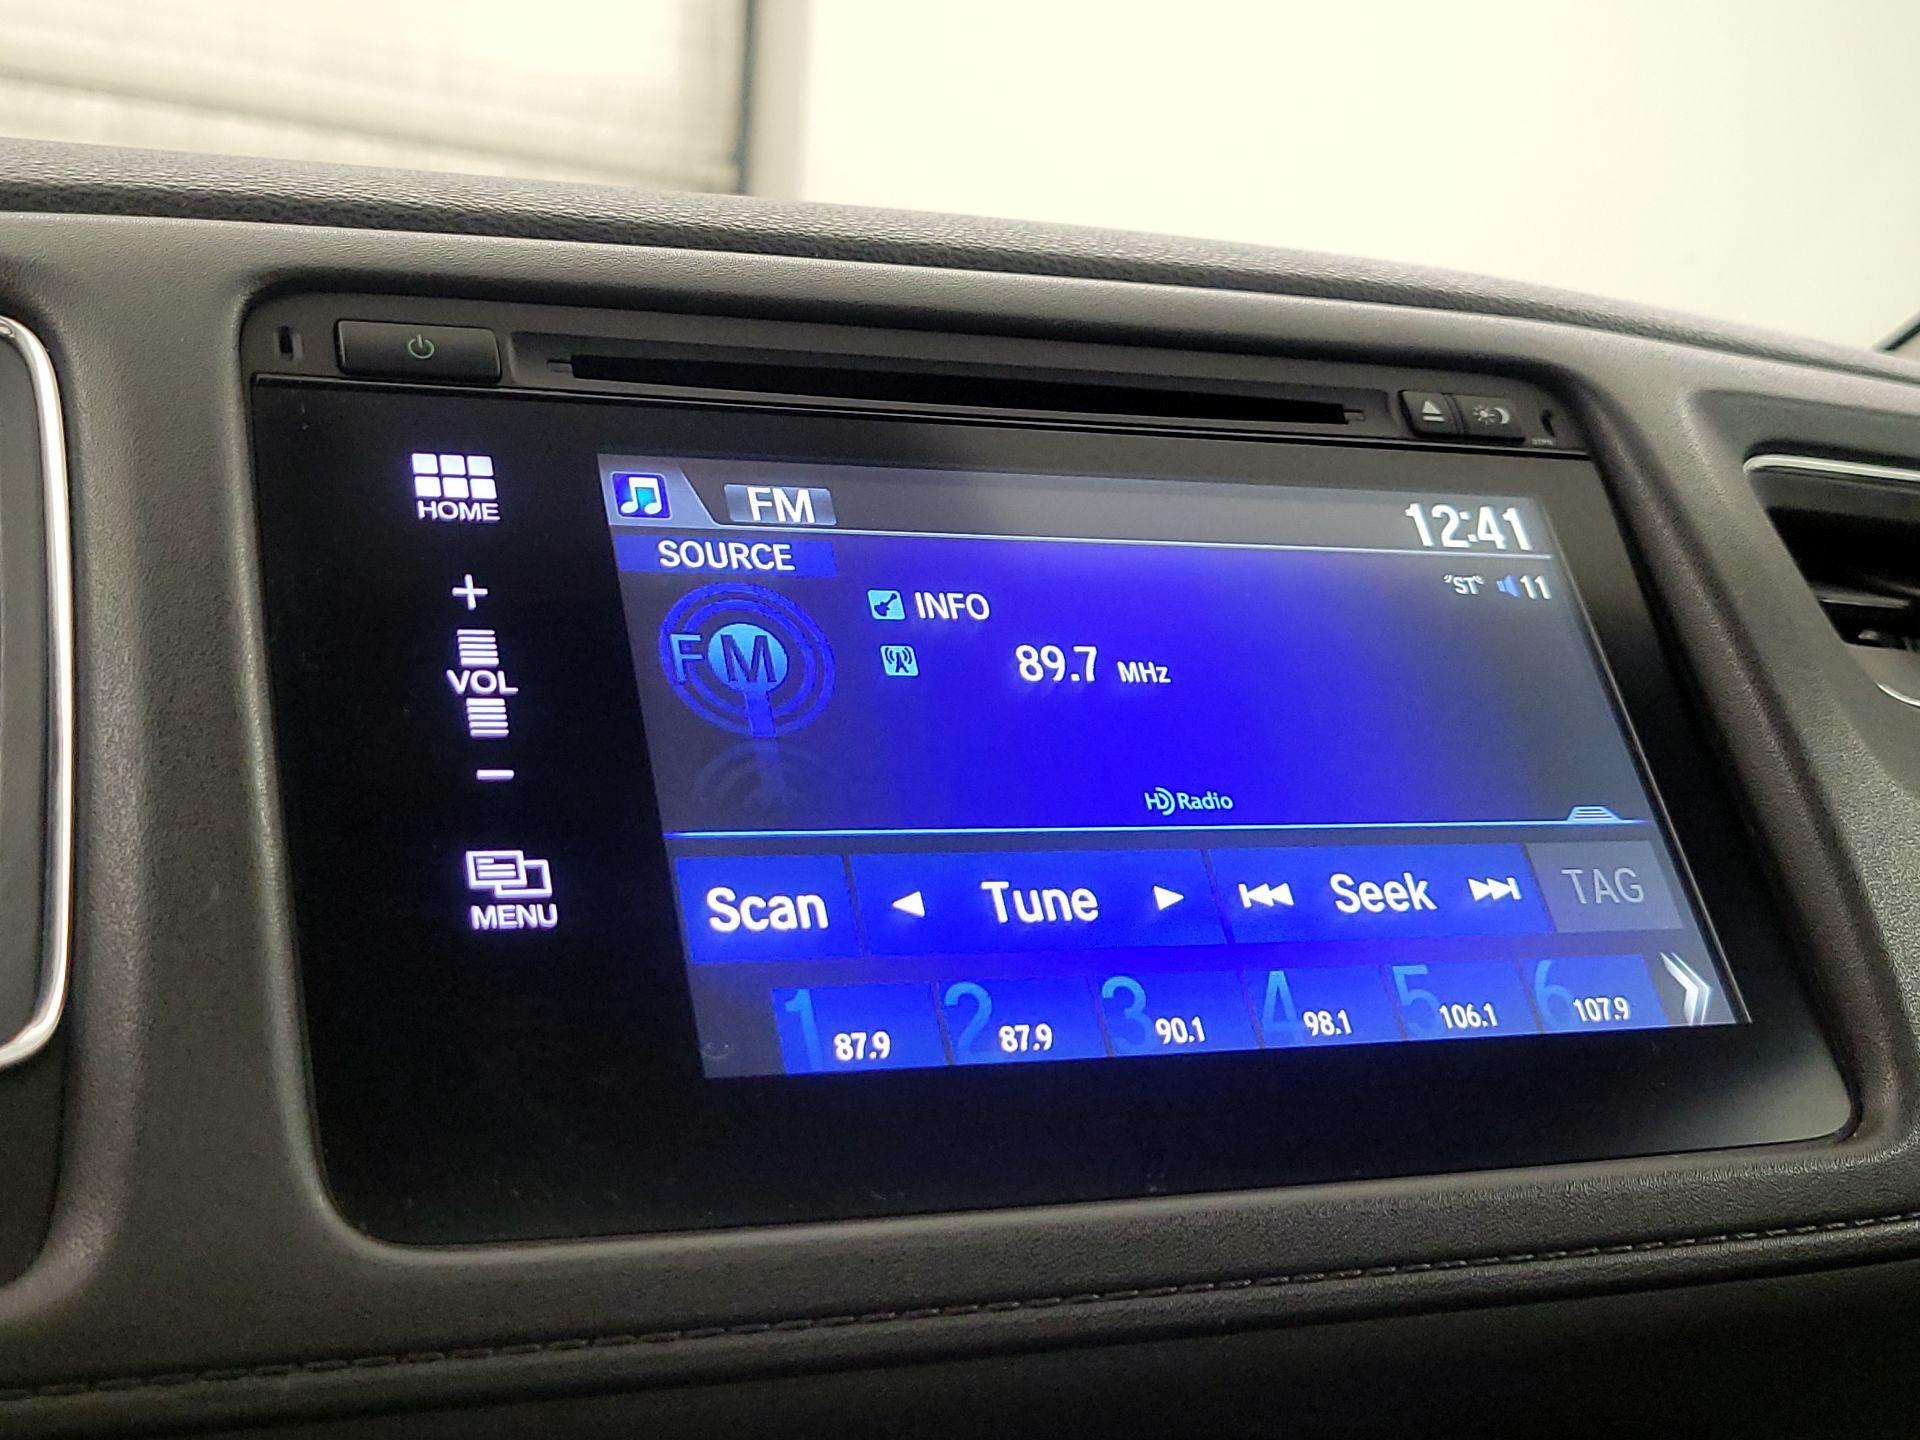 HOME
+
VOL
-
MENU
FM
12:41
SOURCE
"ST" 11
FM
INFO
89.7 MHz
HD Radio
Scan Tune Seek TAG
1 87.9 2 87.9 3 90.1 4 98.1 5 106.1 6 107.9